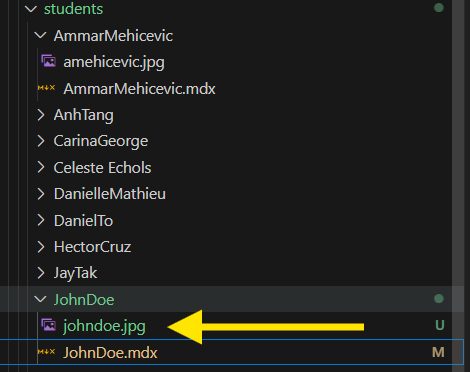 students
AmmarMehicevic
amehicevic.jpg
AmmarMehicevic.mdx
AnhTang
CarinaGeorge
Celeste Echols
DanielleMathieu
DanielTo
HectorCruz
JayTak
JohnDoe
johndoe.jpg U
JohnDoe.mdx M